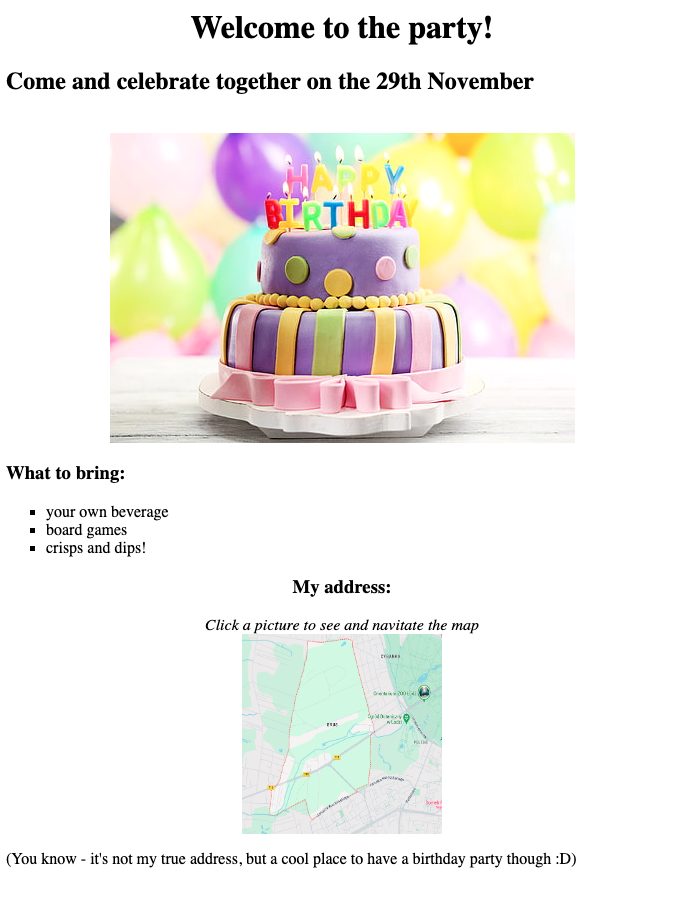 Welcome to the party!
Come and celebrate together on the 29th November
HAPPY
BIRTHDAY
What to bring:
your own beverage
board games
crisps and dips!
My address:
Click a picture to see and navitate the map
(You know - it's not my true address, but a cool place to have a birthday party though :D)